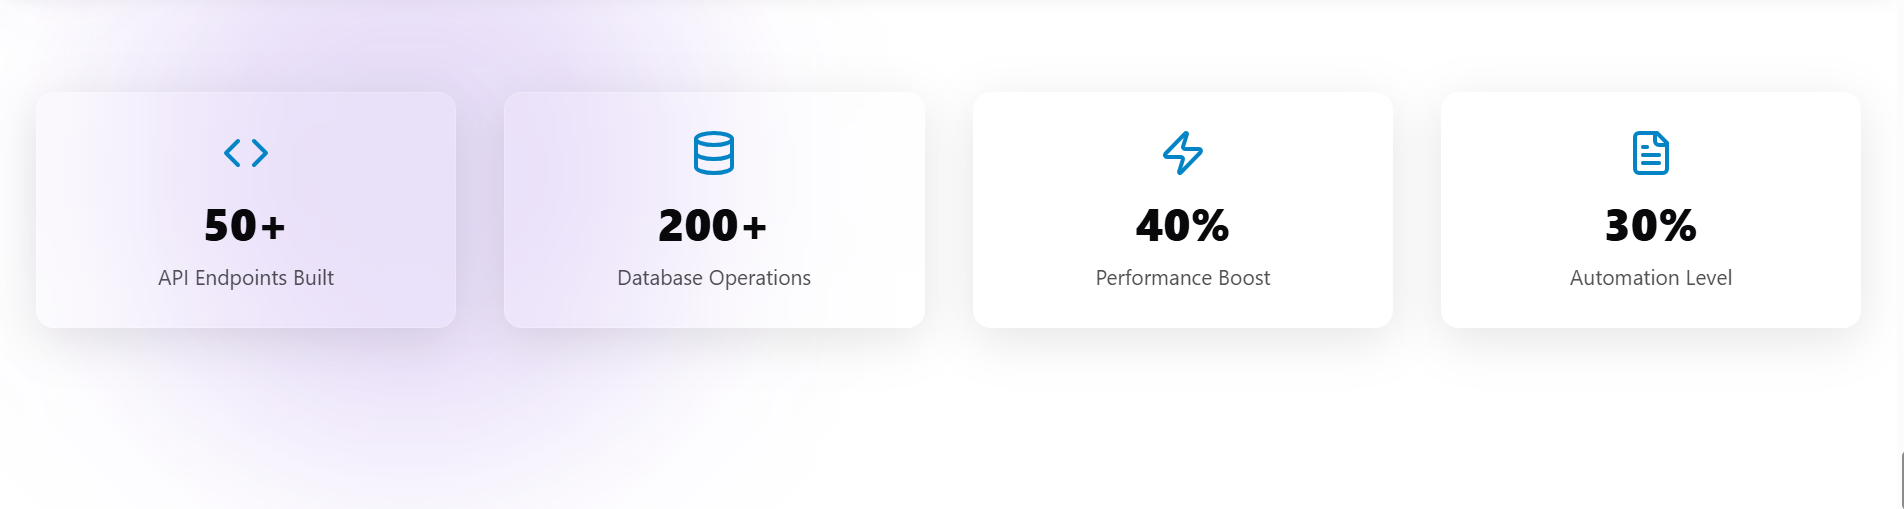 50+
API Endpoints Built
200+
Database Operations
40%
Performance Boost
30%
Automation Level